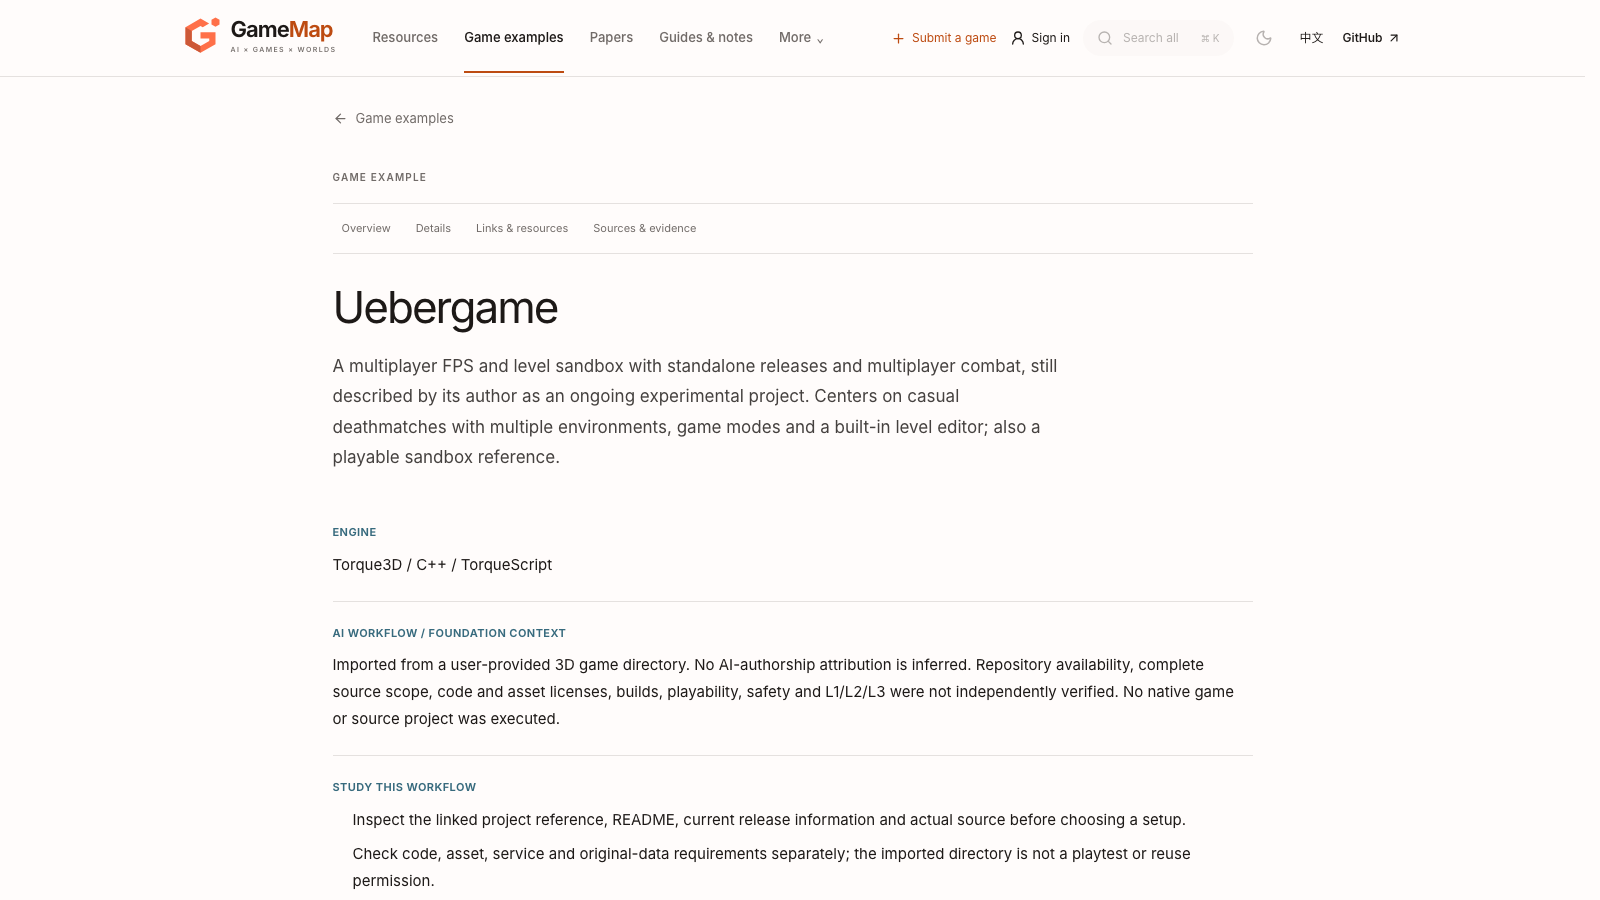 GameMap
AI × GAMES × WORLDS
Resources
Game examples
Papers
Guides & notes
More
Submit a game
Sign in
Search all
⌘ K
中文
GitHub
Game examples
GAME EXAMPLE
Overview
Details
Links & resources
Sources & evidence
Uebergame
A multiplayer FPS and level sandbox with standalone releases and multiplayer combat, still
described by its author as an ongoing experimental project. Centers on casual
deathmatches with multiple environments, game modes and a built-in level editor; also a
playable sandbox reference.
ENGINE
Torque3D / C++ / TorqueScript
AI WORKFLOW / FOUNDATION CONTEXT
Imported from a user-provided 3D game directory. No AI-authorship attribution is inferred. Repository availability, complete
source scope, code and asset licenses, builds, playability, safety and L1/L2/L3 were not independently verified. No native game
or source project was executed.
STUDY THIS WORKFLOW
Inspect the linked project reference, README, current release information and actual source before choosing a setup.
Check code, asset, service and original-data requirements separately; the imported directory is not a playtest or reuse
permission.